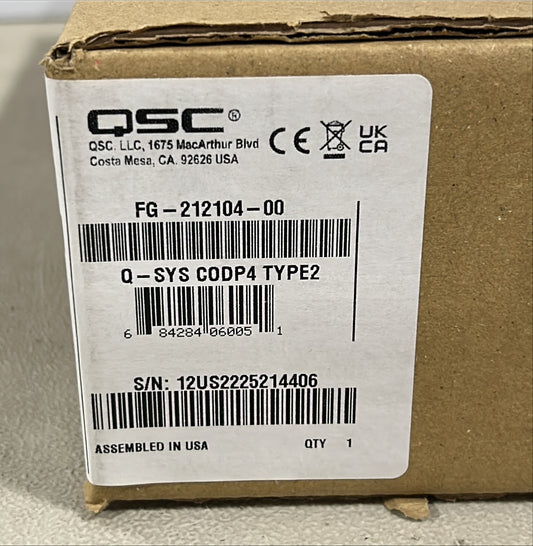 QSC®
QSC, LLC, 1675 MacArthur Blvd
Costa Mesa, CA. 92626 USA
CE
UK
CA
FG-212104-00
Q-SYS CODP4 TYPE2
6 84284 06005 1
S/N: 12US2225214406
ASSEMBLED IN USA QTY 1